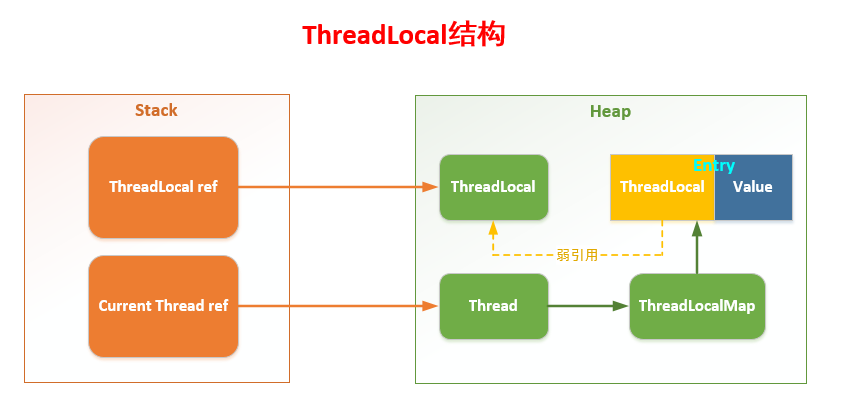 ThreadLocal结构
Stack
Heap
ThreadLocal ref
ThreadLocal
Entry
ThreadLocal
Value
弱引用
Current Thread ref
Thread
ThreadLocalMap